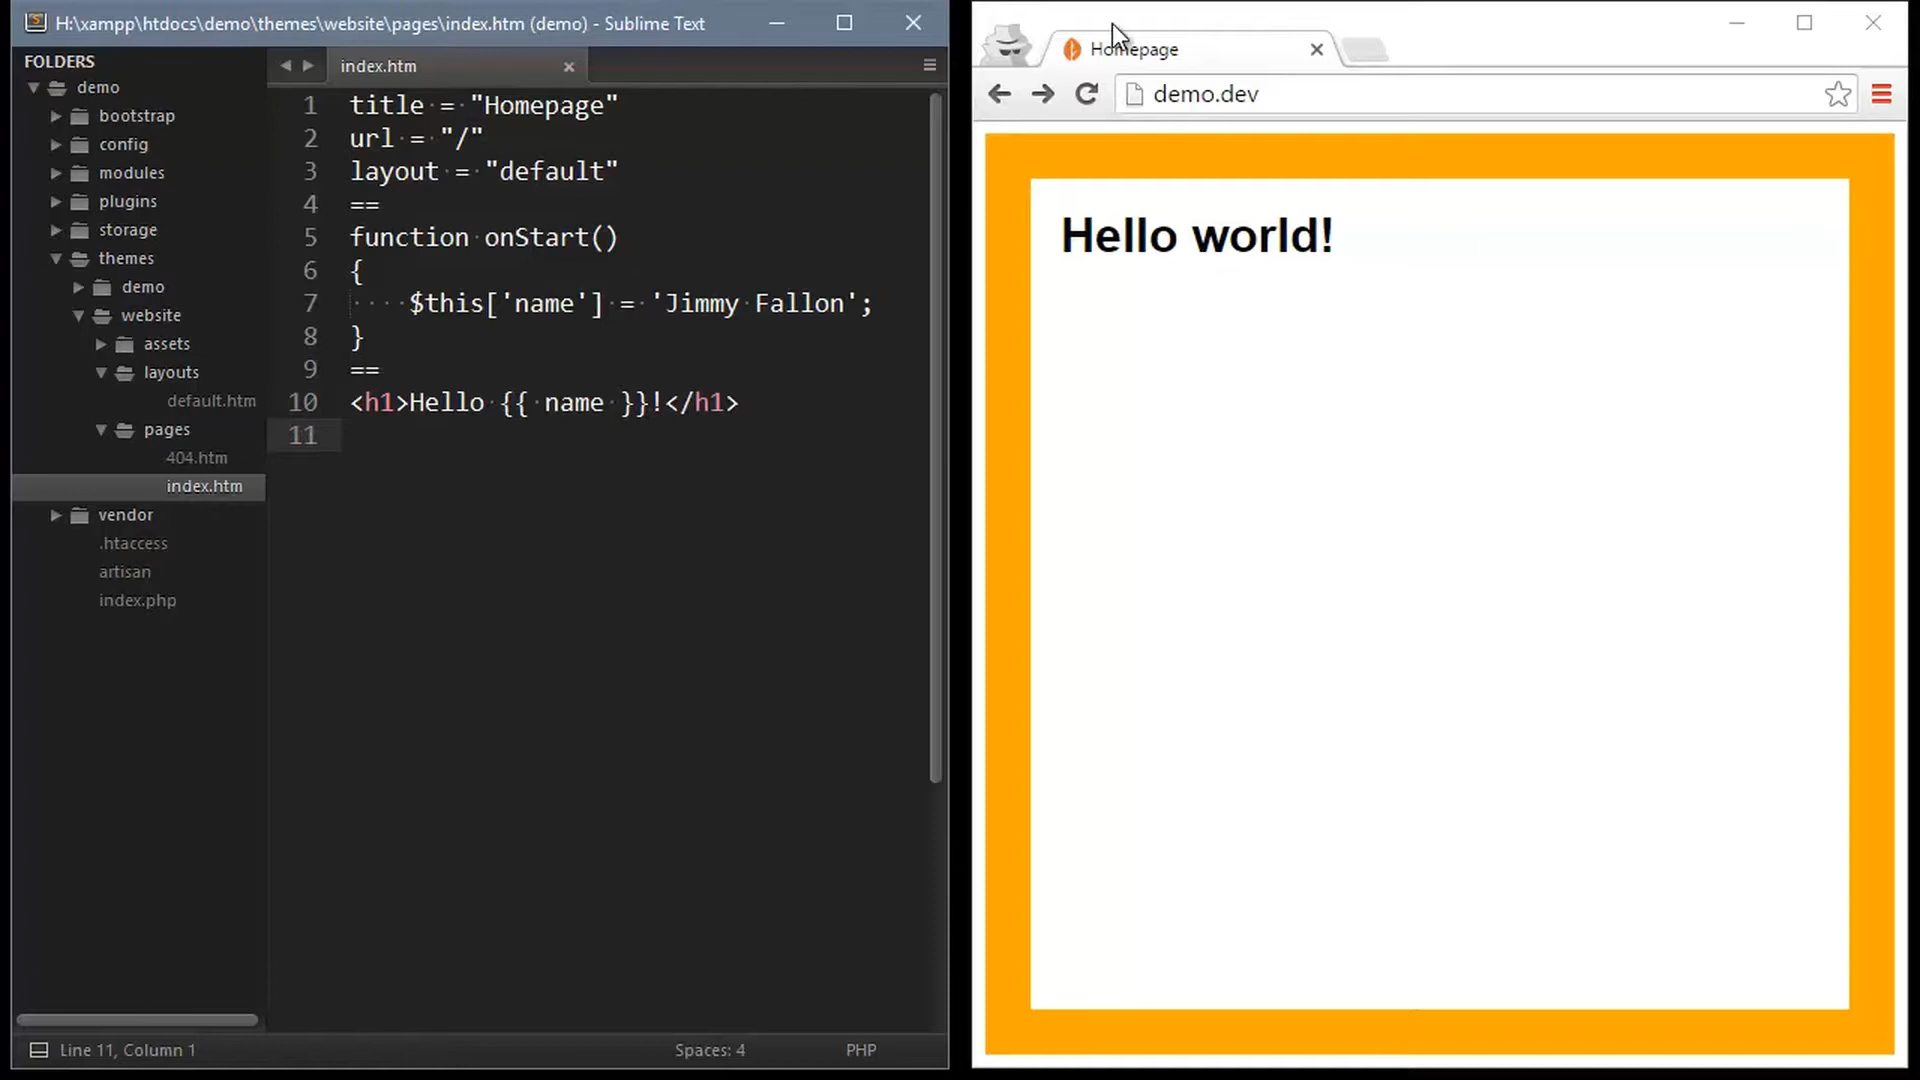 H:\xampp\htdocs\demo\themes\website\pages\index.htm (demo) - Sublime Text
FOLDERS
demo
bootstrap
config
modules
plugins
storage
themes
demo
website
assets
layouts
default.htm
pages
404.htm
index.htm
vendor
.htaccess
artisan
index.php
index.htm
1 title = "Homepage"
2 url = "/"
3 layout = "default"
4 ==
5 function onStart()
6 {
7     $this['name'] = 'Jimmy Fallon';
8 }
9 ==
10 <h1>Hello {{ name }}!</h1>
11
Line 11, Column 1
Spaces: 4
PHP
Homepage
demo.dev
Hello world!